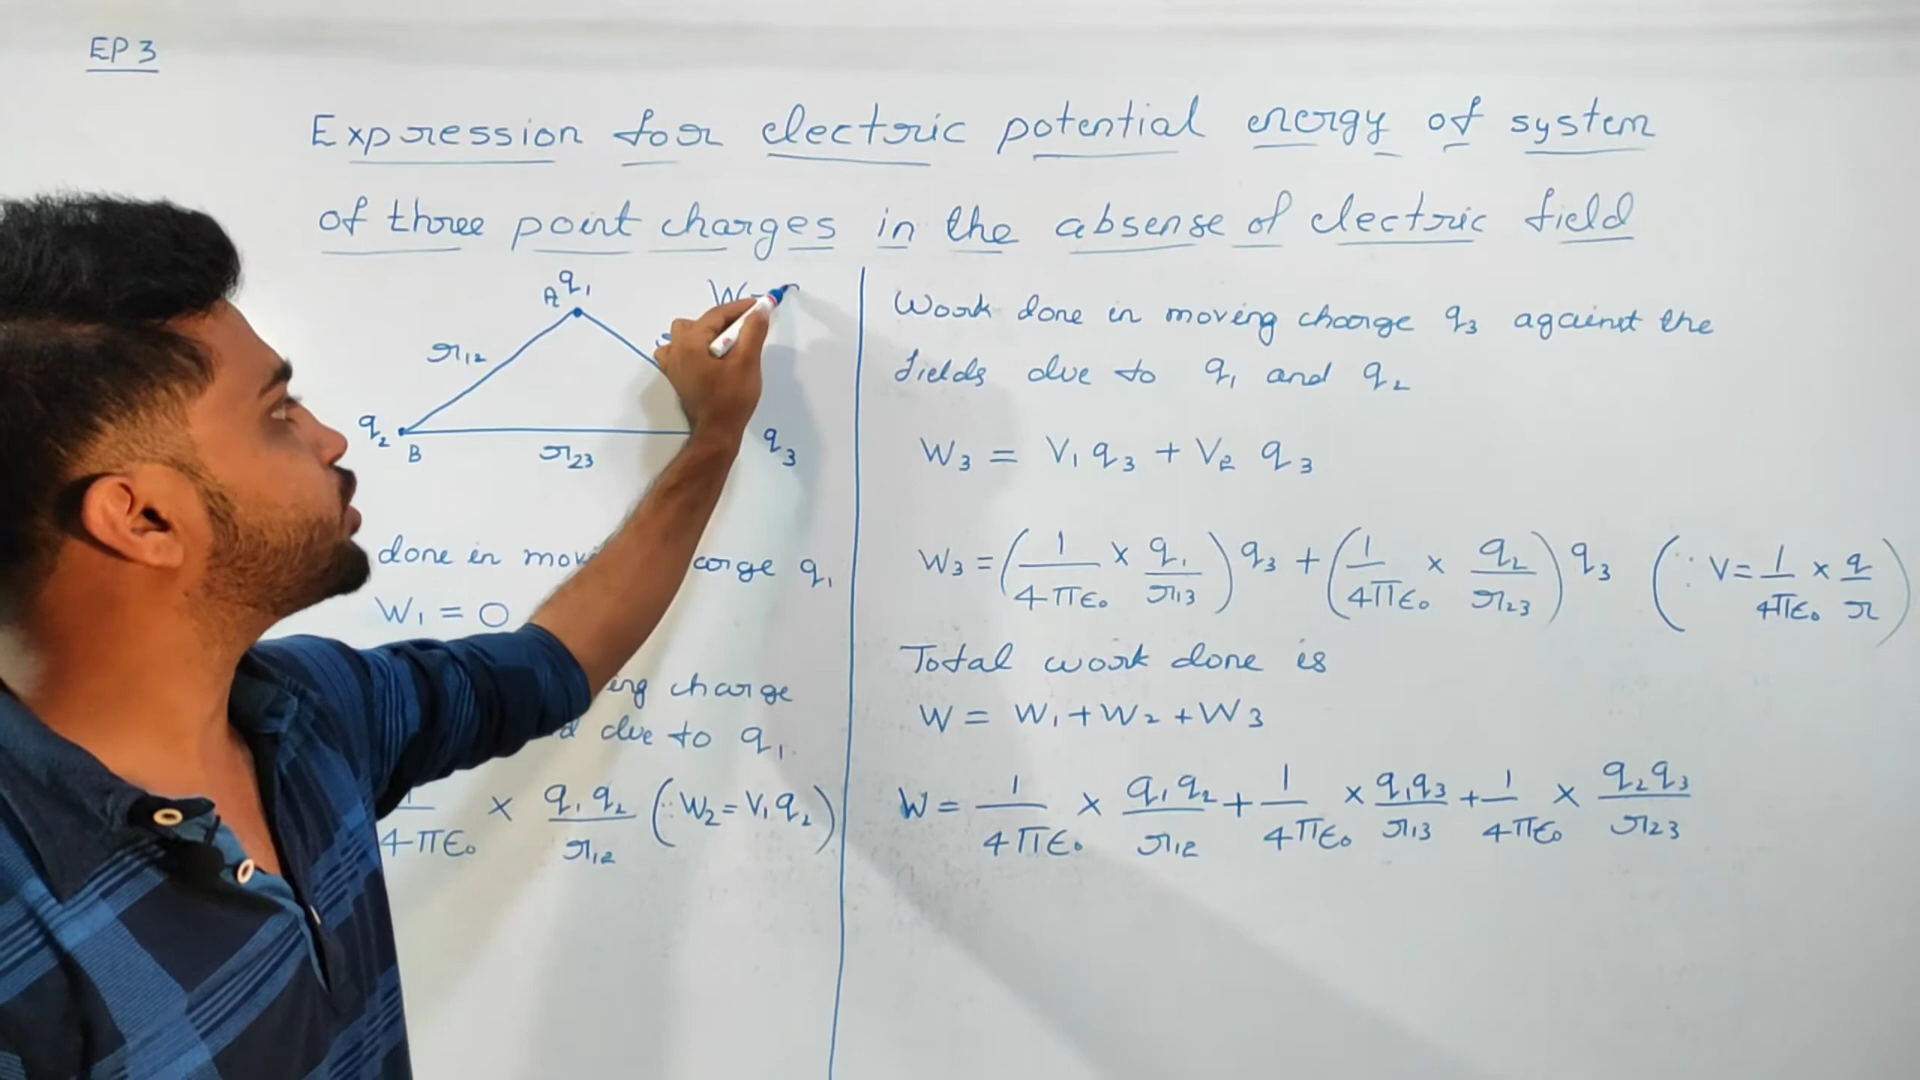 EP 3
Expression for electric potential energy of system
of three point charges in the absense of electric field
A q₁
r₁₂
q₂
B
r₂₃
q₃
done in charge q₁
W₁ = 0
charge
due to q₁.
1/4πε₀ × q₁q₂/r₁₂ (∵ W₂ = V₁q₂)
Work done in moving charge q₃ against the
fields due to q₁ and q₂
W₃ = V₁q₃ + V₂ q₃
W₃ = (1/4πε₀ × q₁/r₁₃) q₃ + (1/4πε₀ × q₂/r₂₃) q₃ (∵ V = 1/4πε₀ × q/r)
Total work done is
W = W₁ + W₂ + W₃
W = 1/4πε₀ × q₁q₂/r₁₂ + 1/4πε₀ × q₁q₃/r₁₃ + 1/4πε₀ × q₂q₃/r₂₃